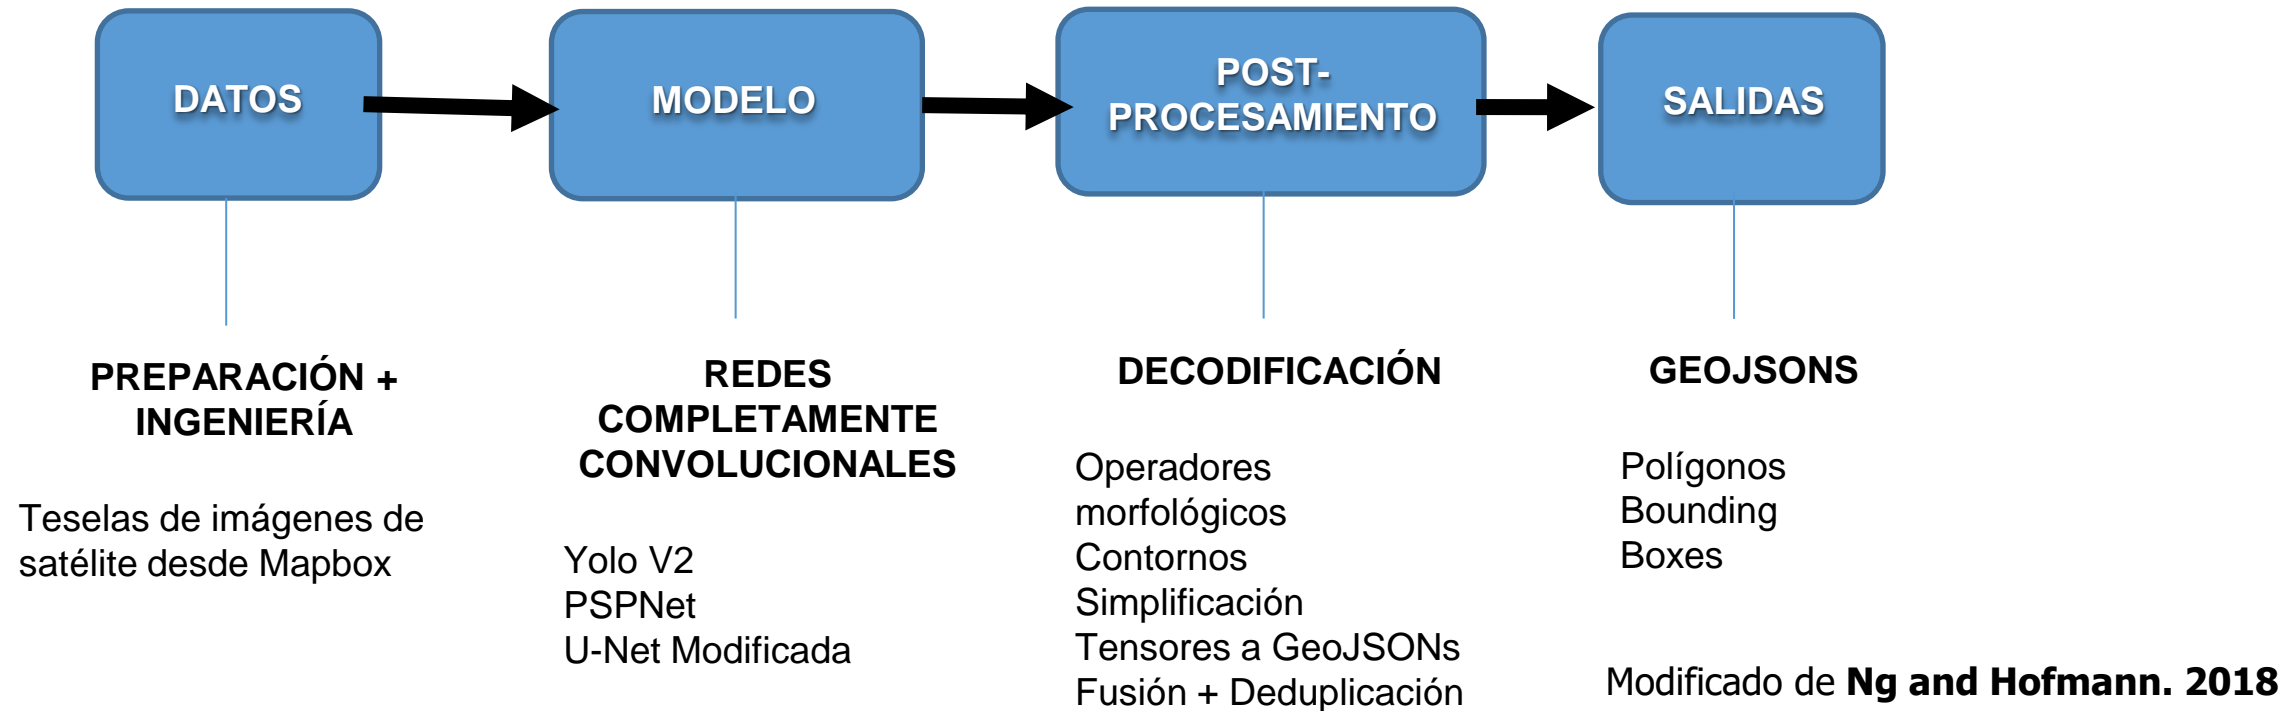 DATOS
MODELO
POST-
PROCESAMIENTO
SALIDAS
PREPARACIÓN +
INGENIERÍA
Teselas de imágenes de
satélite desde Mapbox
REDES
COMPLETAMENTE
CONVOLUCIONALES
Yolo V2
PSPNet
U-Net Modificada
DECODIFICACIÓN
Operadores
morfológicos
Contornos
Simplificación
Tensores a GeoJSONs
Fusión + Deduplicación
GEOJSONS
Polígonos
Bounding
Boxes
Modificado de Ng and Hofmann. 2018